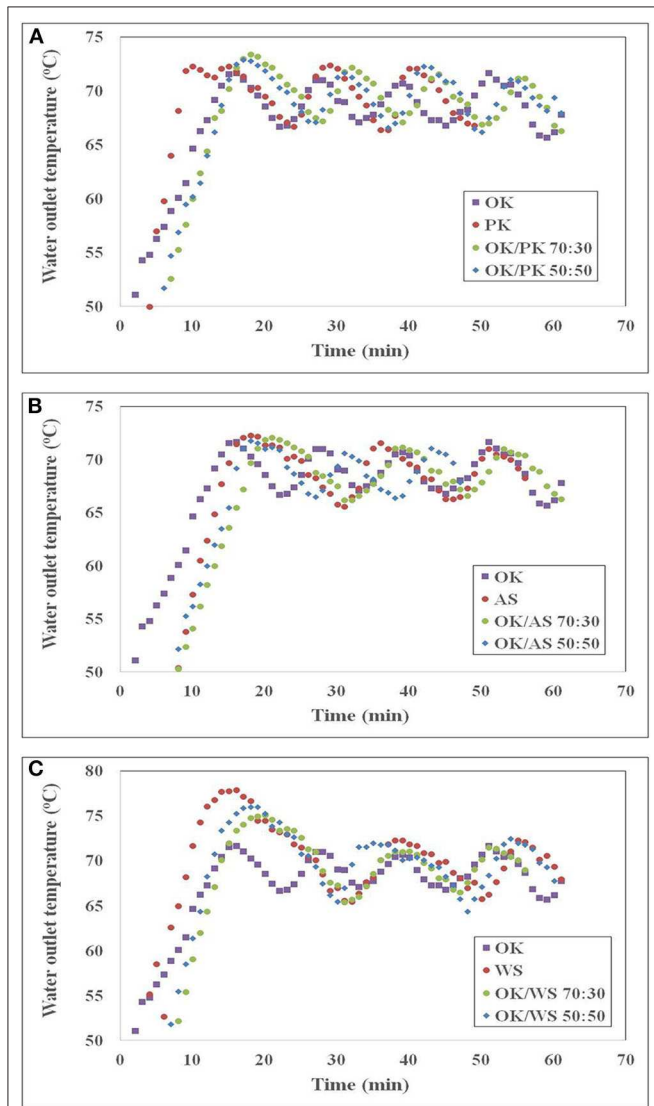 A
Water outlet temperature (ºC)
75
70
65
60
55
50
OK
PK
OK/PK 70:30
OK/PK 50:50
0 10 20 30 40 50 60 70
Time (min)
B
Water outlet temperature (ºC)
75
70
65
60
55
50
OK
AS
OK/AS 70:30
OK/AS 50:50
0 10 20 30 40 50 60 70
Time (min)
C
Water outlet temperature (ºC)
80
75
70
65
60
55
50
OK
WS
OK/WS 70:30
OK/WS 50:50
0 10 20 30 40 50 60 70
Time (min)